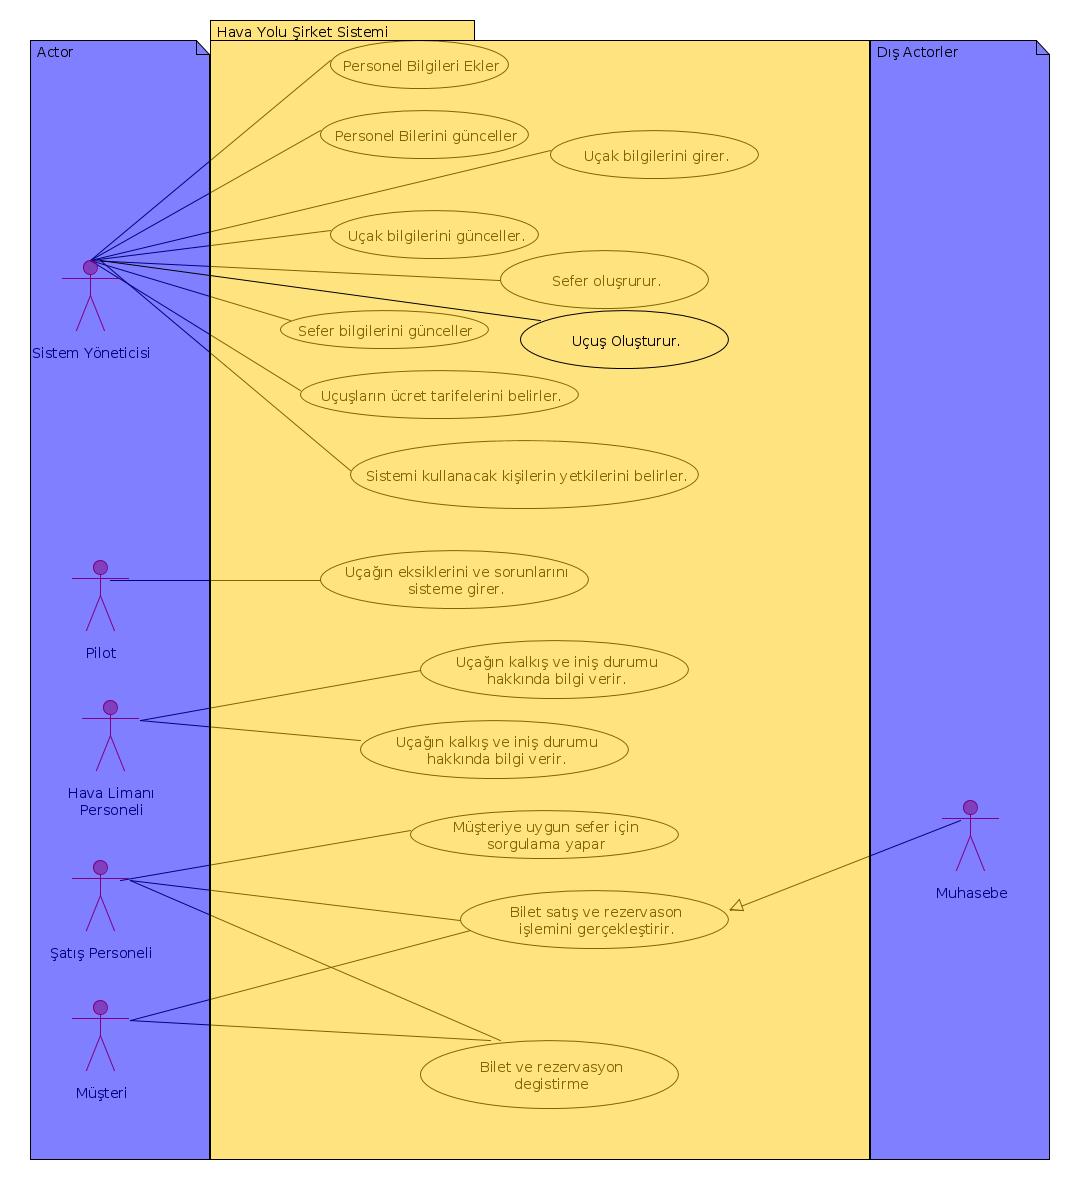 Hava Yolu Şirket Sistemi
Actor
Dış Actorler
Personel Bilgileri Ekler
Personel Bilerini günceller
Uçak bilgilerini girer.
Uçak bilgilerini günceller.
Sefer oluşrurur.
Sefer bilgilerini günceller
Uçuş Oluşturur.
Sistem Yöneticisi
Uçuşların ücret tarifelerini belirler.
Sistemi kullanacak kişilerin yetkilerini belirler.
Uçağın eksiklerini ve sorunlarını
sisteme girer.
Pilot
Uçağın kalkış ve iniş durumu
hakkında bilgi verir.
Uçağın kalkış ve iniş durumu
hakkında bilgi verir.
Hava Limanı
Personeli
Müşteriye uygun sefer için
sorgulama yapar
Muhasebe
Bilet satış ve rezervason
işlemini gerçekleştirir.
Şatış Personeli
Bilet ve rezervasyon
degistirme
Müşteri